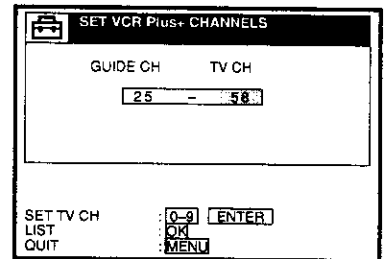 SET VCR Plus+ CHANNELS
GUIDE CH TV CH
25 – 58
SET TV CH : 0–9 ENTER
LIST : OK
QUIT : MENU